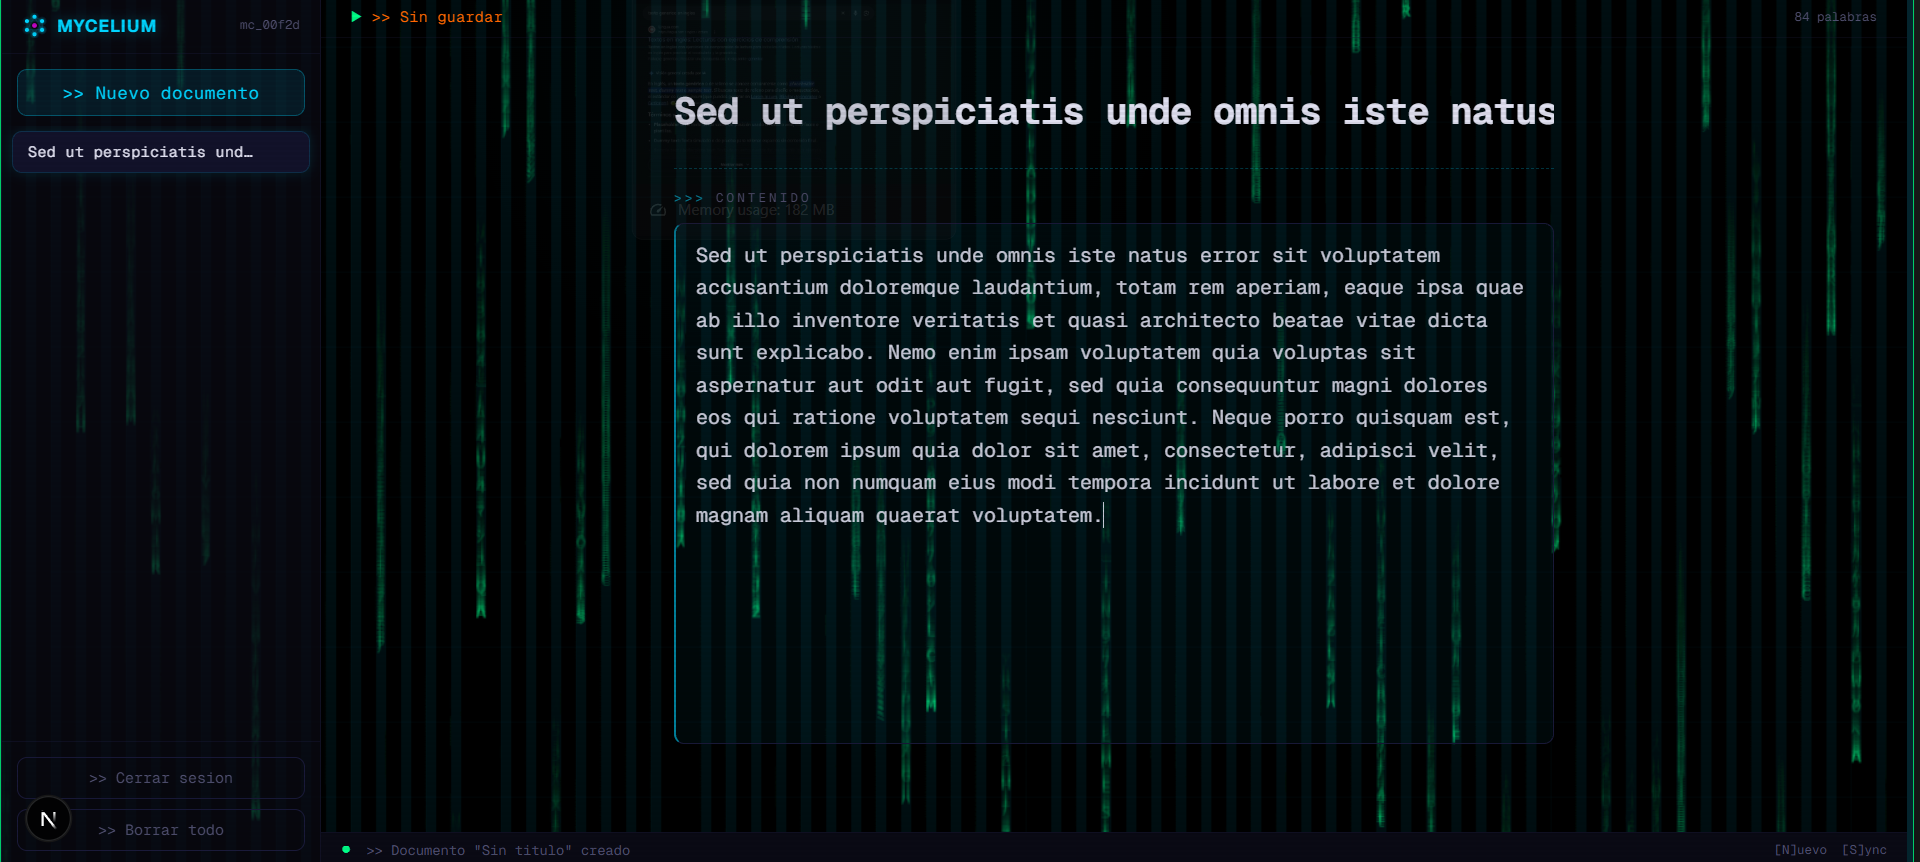 MYCELIUM
mc_00f2d
>> Nuevo documento
Sed ut perspiciatis und…
>> Cerrar sesion
>> Borrar todo
N
>> Sin guardar
84 palabras
Sed ut perspiciatis unde omnis iste natus
>>> CONTENIDO
Memory usage: 182 MB
Sed ut perspiciatis unde omnis iste natus error sit voluptatem
accusantium doloremque laudantium, totam rem aperiam, eaque ipsa quae
ab illo inventore veritatis et quasi architecto beatae vitae dicta
sunt explicabo. Nemo enim ipsam voluptatem quia voluptas sit
aspernatur aut odit aut fugit, sed quia consequuntur magni dolores
eos qui ratione voluptatem sequi nesciunt. Neque porro quisquam est,
qui dolorem ipsum quia dolor sit amet, consectetur, adipisci velit,
sed quia non numquam eius modi tempora incidunt ut labore et dolore
magnam aliquam quaerat voluptatem.
>> Documento "Sin titulo" creado
[N]uevo [S]ync